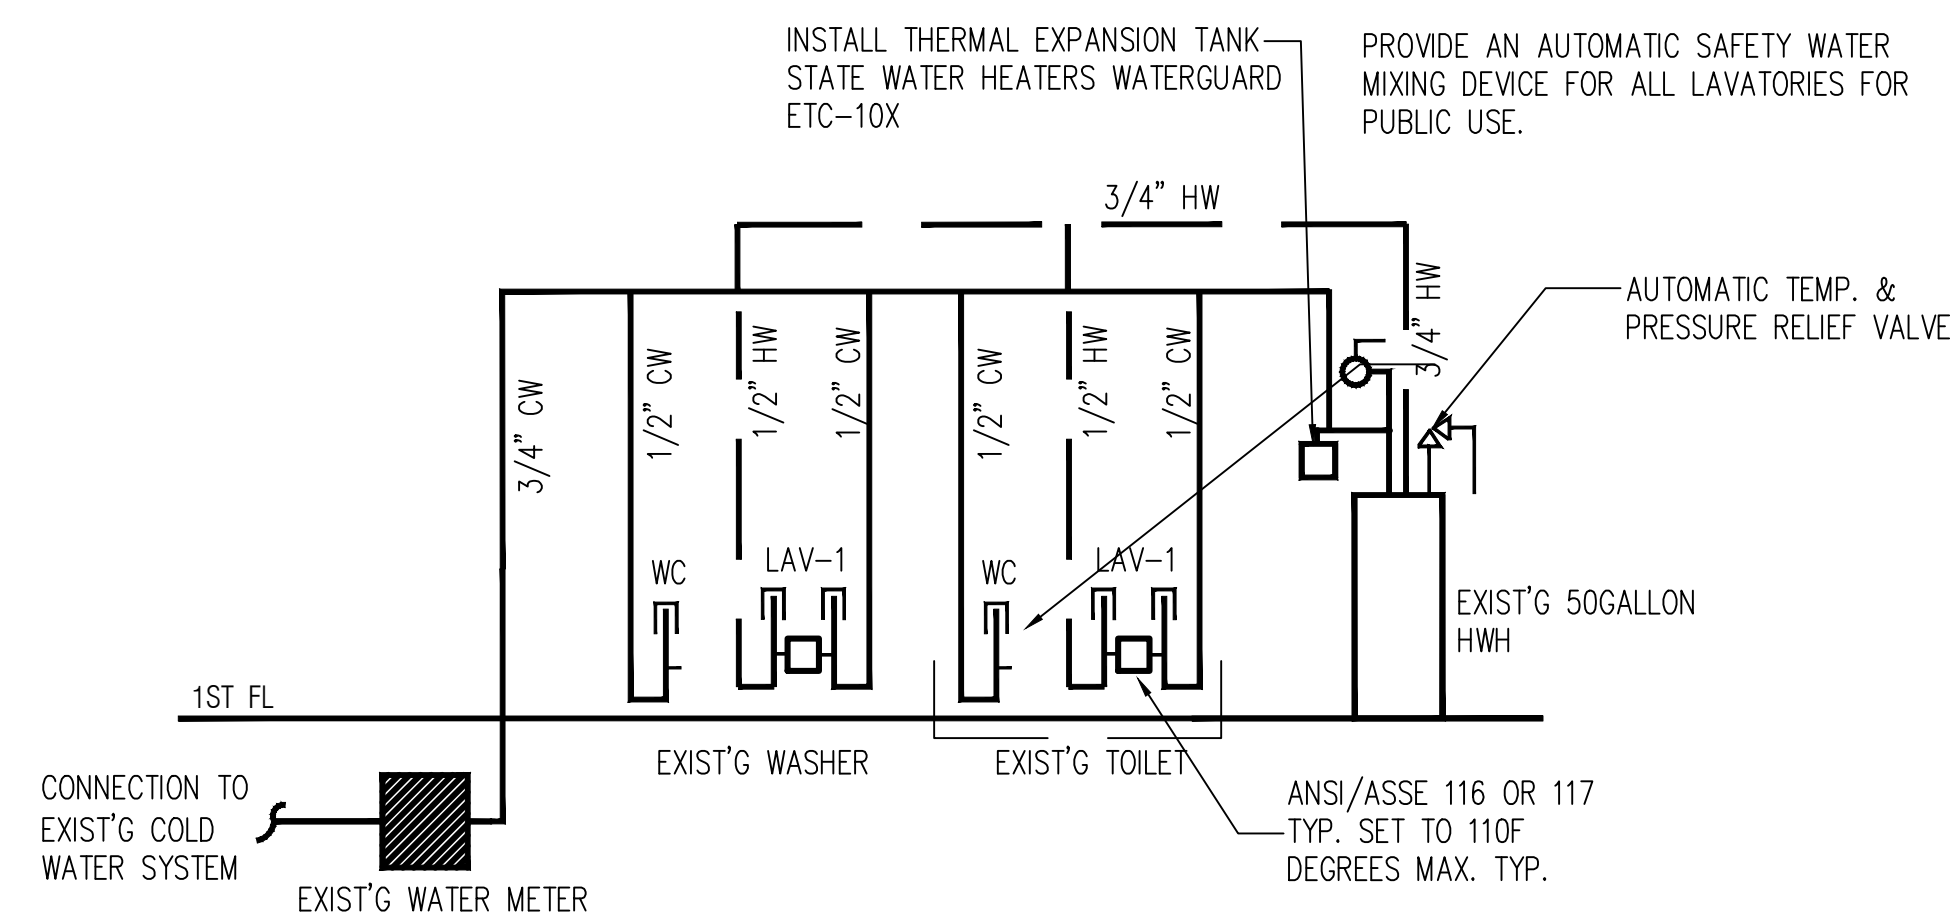 INSTALL THERMAL EXPANSION TANK
STATE WATER HEATERS WATERGUARD
ETC-10X
PROVIDE AN AUTOMATIC SAFETY WATER
MIXING DEVICE FOR ALL LAVATORIES FOR
PUBLIC USE.
3/4" HW
3/4" HW
AUTOMATIC TEMP. &
PRESSURE RELIEF VALVE
3/4" CW
1/2" CW
1/2" HW
1/2" CW
1/2" CW
1/2" HW
1/2" CW
WC
LAV-1
WC
LAV-1
EXIST'G 50GALLON
HWH
1ST FL
EXIST'G WASHER
EXIST'G TOILET
CONNECTION TO
EXIST'G COLD
WATER SYSTEM
EXIST'G WATER METER
ANSI/ASSE 116 OR 117
TYP. SET TO 110F
DEGREES MAX. TYP.